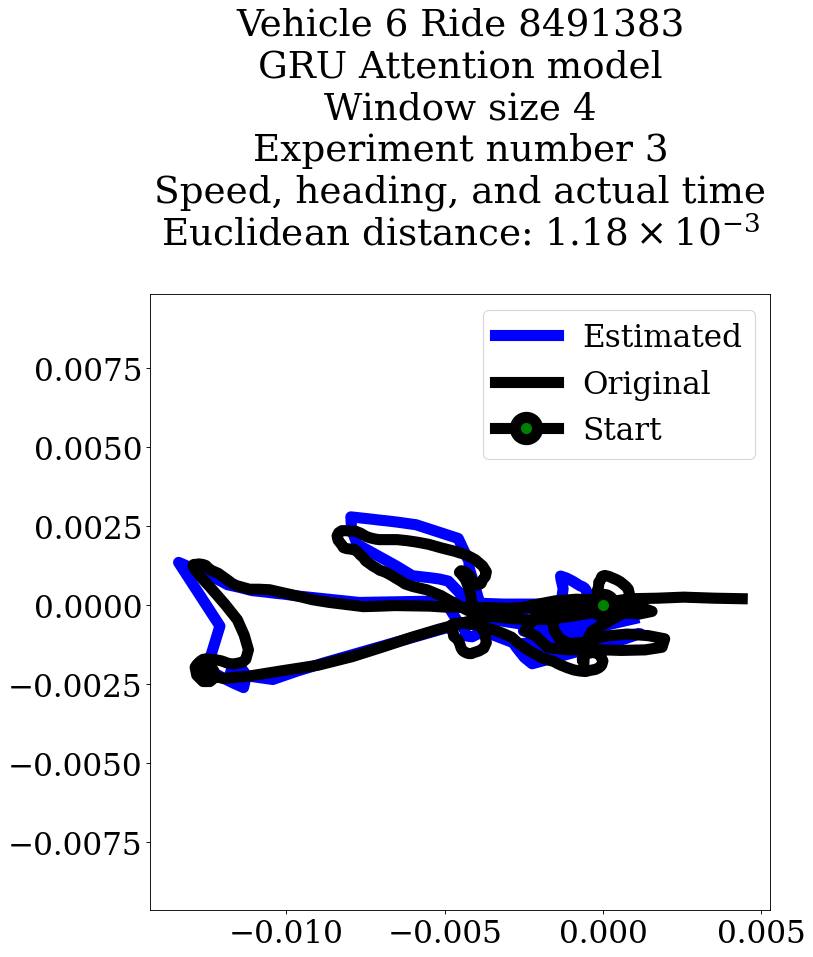 Vehicle 6 Ride 8491383
GRU Attention model
Window size 4
Experiment number 3
Speed, heading, and actual time
Euclidean distance: 1.18 × 10⁻³
Estimated
Original
Start
0.0075
0.0050
0.0025
0.0000
−0.0025
−0.0050
−0.0075
−0.010
−0.005
0.000
0.005